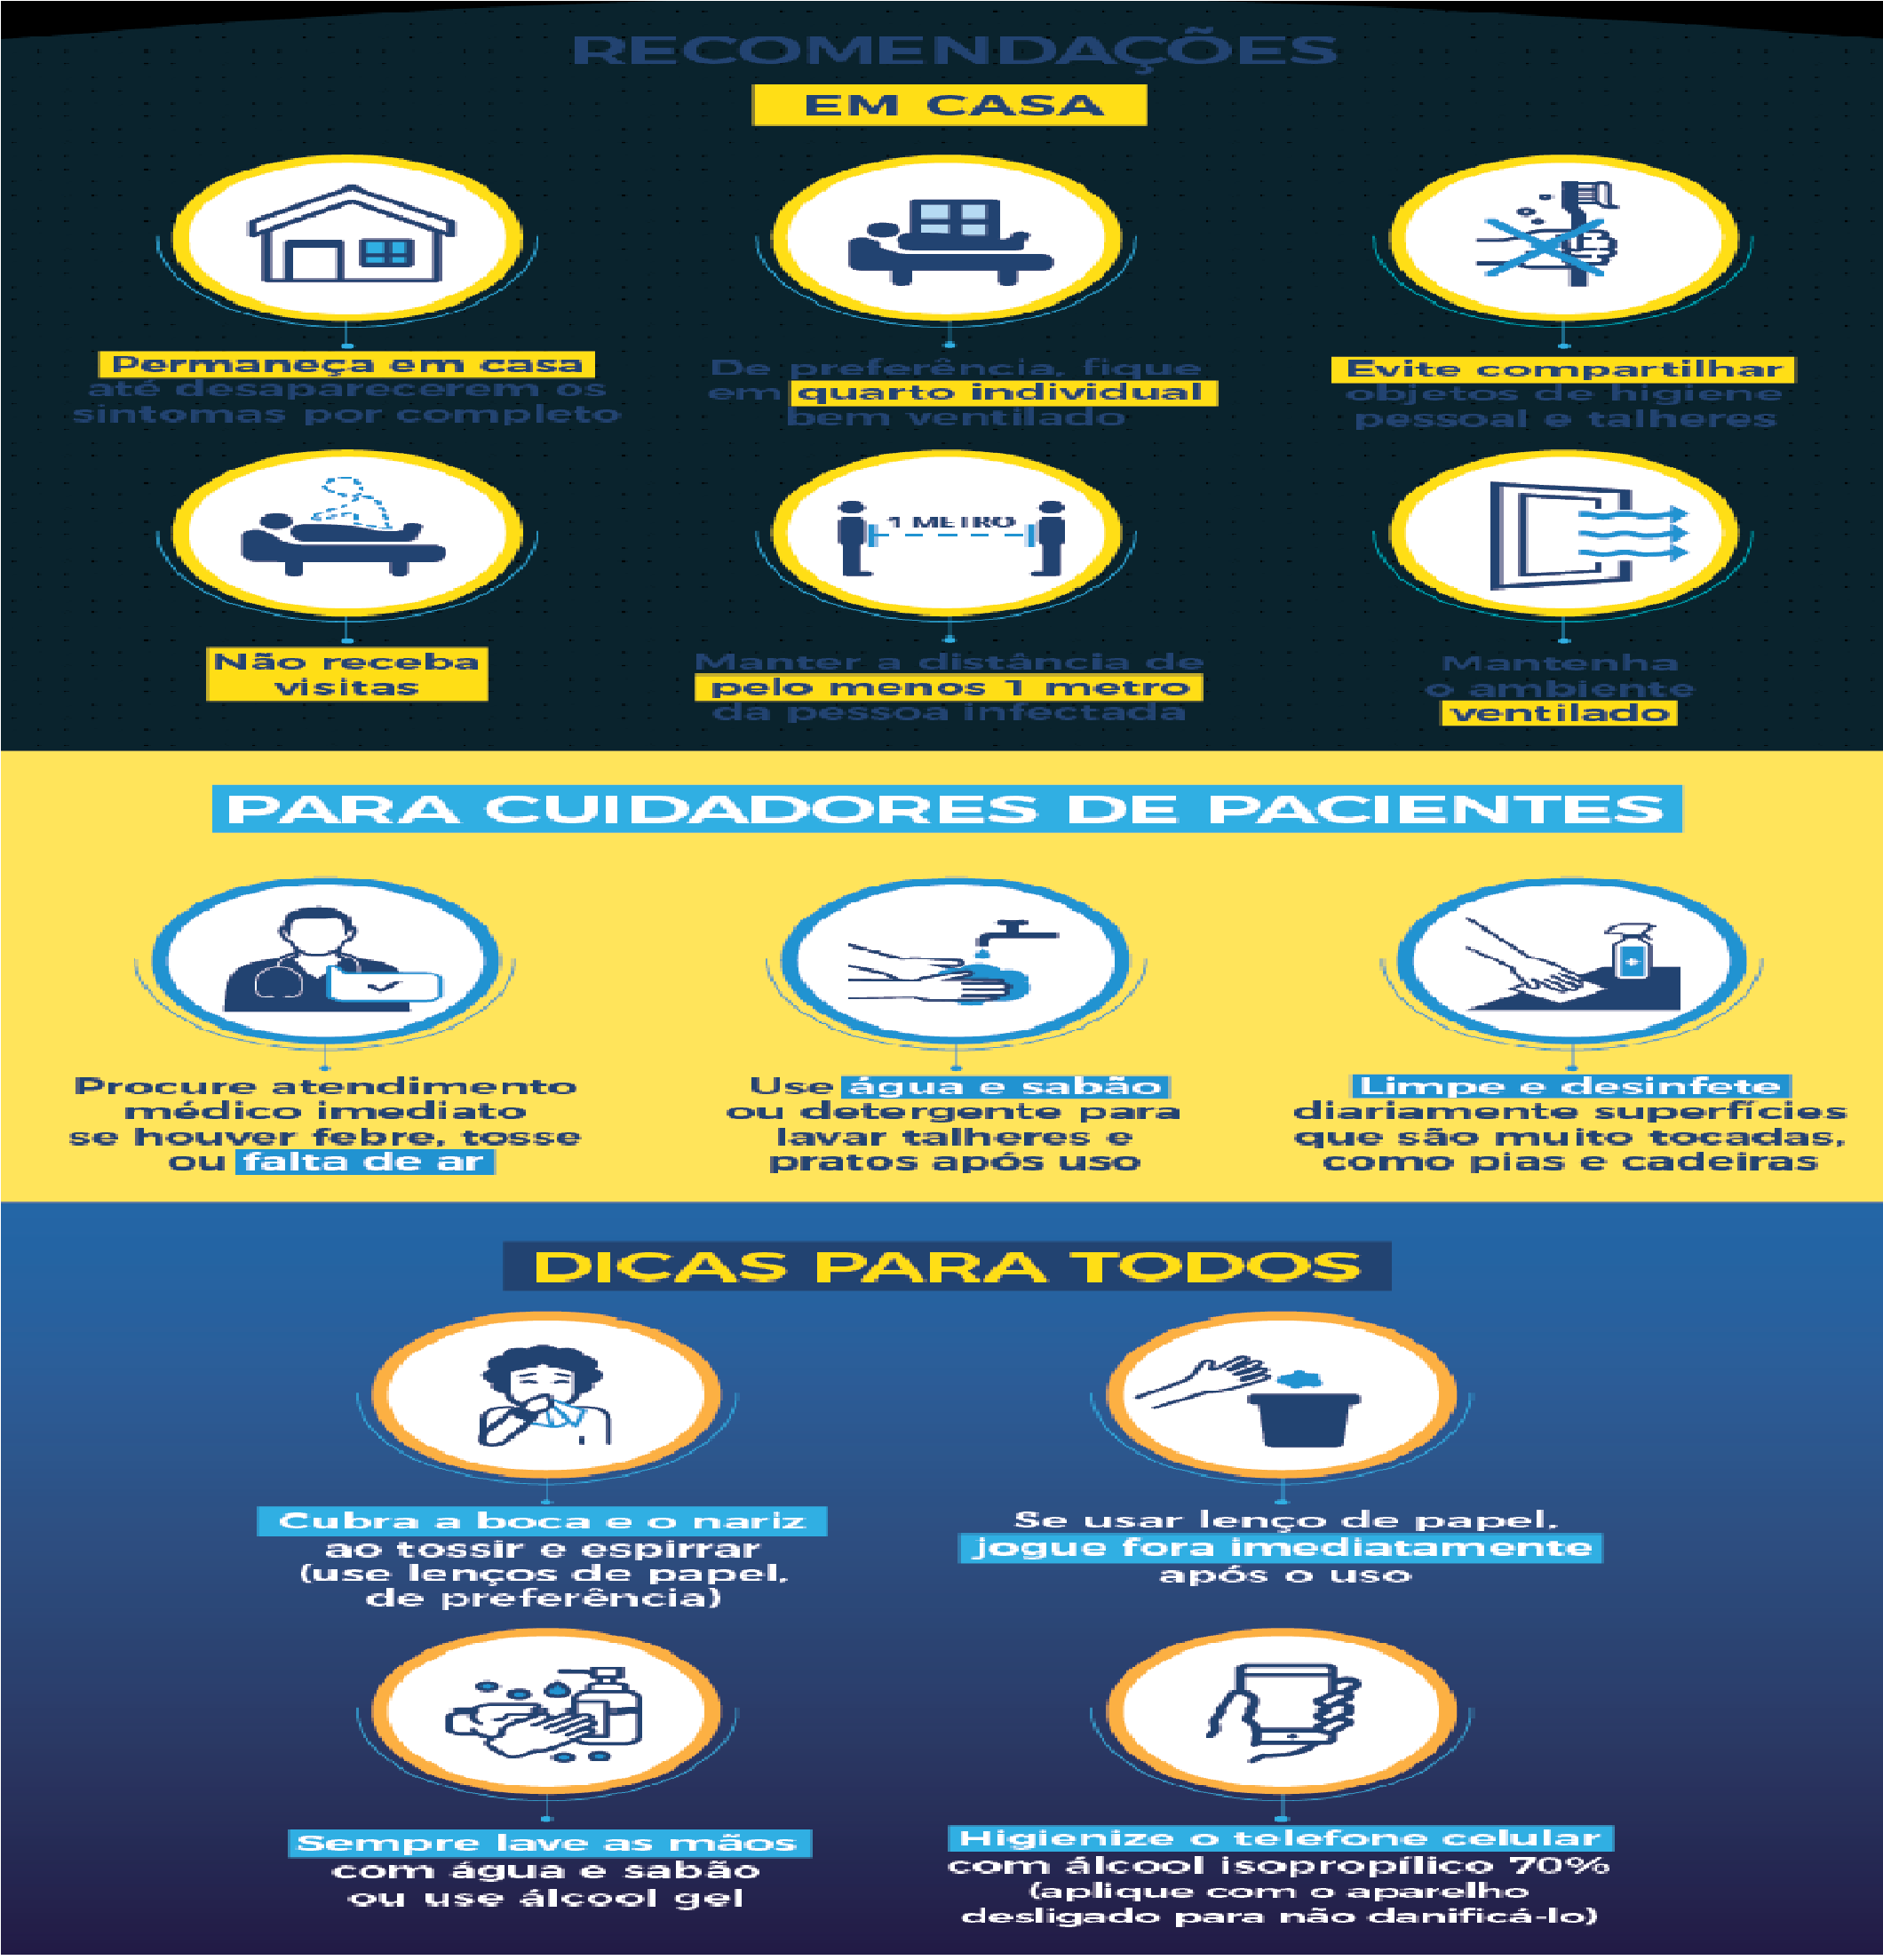 RECOMENDAÇÕES
EM CASA
Permaneça em casa
até desaparecerem os
sintomas por completo
De preferência, fique
em quarto individual
bem ventilado
Evite compartilhar
objetos de higiene
pessoal e talheres
Não receba
visitas
1 METRO
Manter a distância de
pelo menos 1 metro
da pessoa infectada
Mantenha
o ambiente
ventilado
PARA CUIDADORES DE PACIENTES
Procure atendimento
médico imediato
se houver febre, tosse
ou falta de ar
Use água e sabão
ou detergente para
lavar talheres e
pratos após uso
Limpe e desinfete
diariamente superfícies
que são muito tocadas,
como pias e cadeiras
DICAS PARA TODOS
Cubra a boca e o nariz
ao tossir e espirrar
(use lenços de papel,
de preferência)
Se usar lenço de papel,
jogue fora imediatamente
após o uso
Sempre lave as mãos
com água e sabão
ou use álcool gel
Higienize o telefone celular
com álcool isopropílico 70%
(aplique com o aparelho
desligado para não danificá-lo)